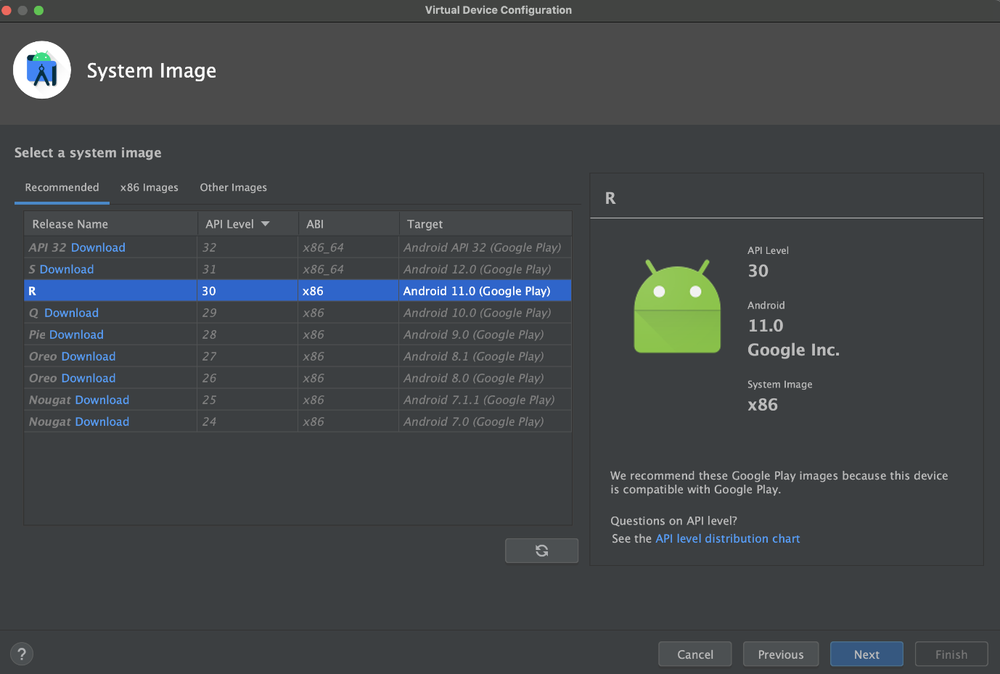 Virtual Device Configuration
System Image
Select a system image
Recommended x86 Images Other Images
Release Name API Level ABI Target
API 32 Download 32 x86_64 Android API 32 (Google Play)
S Download 31 x86_64 Android 12.0 (Google Play)
R 30 x86 Android 11.0 (Google Play)
Q Download 29 x86 Android 10.0 (Google Play)
Pie Download 28 x86 Android 9.0 (Google Play)
Oreo Download 27 x86 Android 8.1 (Google Play)
Oreo Download 26 x86 Android 8.0 (Google Play)
Nougat Download 25 x86 Android 7.1.1 (Google Play)
Nougat Download 24 x86 Android 7.0 (Google Play)
R
API Level
30
Android
11.0
Google Inc.
System Image
x86
We recommend these Google Play images because this device
is compatible with Google Play.
Questions on API level?
See the API level distribution chart
? Cancel Previous Next Finish